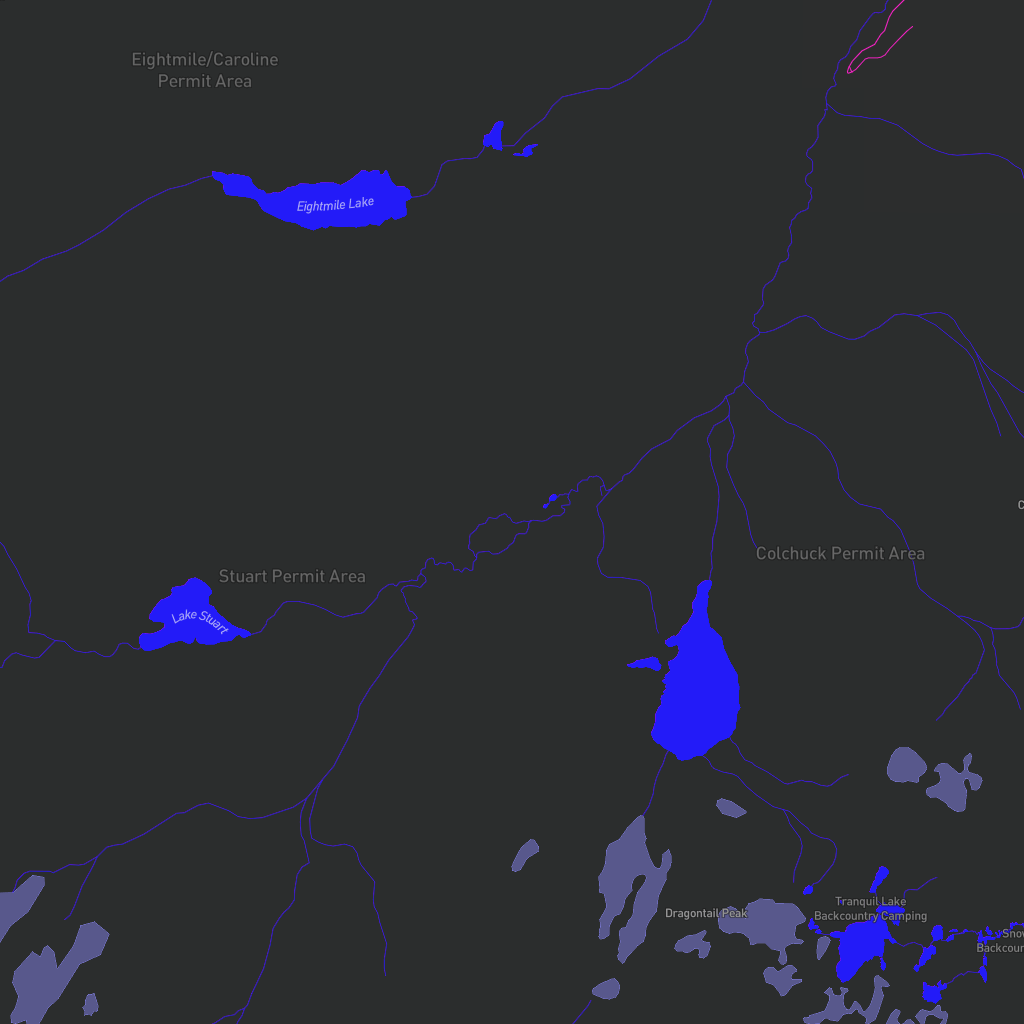 Eightmile/Caroline
Permit Area
Eightmile Lake
Colchuck Permit Area
Stuart Permit Area
Lake Stuart
Tranquil Lake
Backcountry Camping
Dragontail Peak